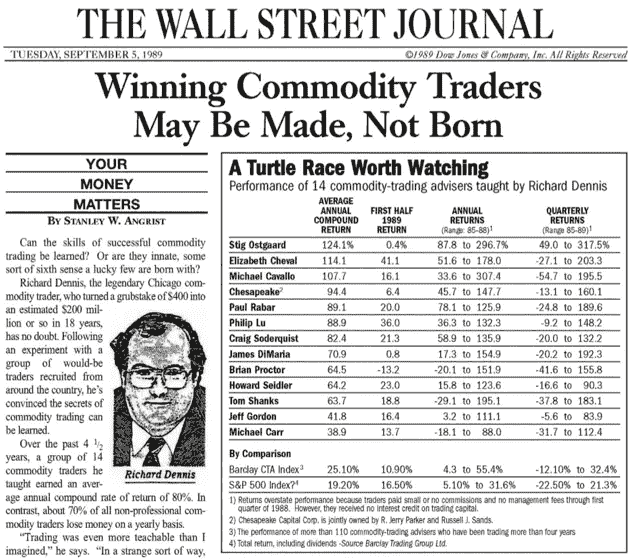 THE WALL STREET JOURNAL
TUESDAY, SEPTEMBER 5, 1989 ©1989 Dow Jones & Company, Inc. All Rights Reserved
Winning Commodity Traders
May Be Made, Not Born
YOUR
MONEY
MATTERS
BY STANLEY W. ANGRIST
Can the skills of successful commodity
trading be learned? Or are they innate, some
sort of sixth sense a lucky few are born with?
Richard Dennis, the legendary Chicago com-
modity trader, who turned a grubstake of $400 into
an estimated $200 mil-
lion or so in 18 years,
has no doubt. Following
an experiment with a
group of would-be
traders recruited from
around the country, he's
convinced the secrets of
commodity trading can
be learned.
Over the past 4 1/2
years, a group of 14
commodity traders he
taught earned an aver-
age annual compound rate of return of 80%. In
contrast, about 70% of all non-professional com-
modity traders lose money on a yearly basis.
"Trading was even more teachable than I
imagined," he says. "In a strange sort of way,
Richard Dennis
A Turtle Race Worth Watching
Performance of 14 commodity-trading advisers taught by Richard Dennis
AVERAGE
ANNUAL FIRST HALF ANNUAL QUARTERLY
COMPOUND 1989 RETURNS RETURNS
RETURN RETURN (Range: 85-88)1 (Range 85-89)1
Stig Ostgaard 124.1% 0.4% 87.8 to 296.7% 49.0 to 317.5%
Elizabeth Cheval 114.1 41.1 51.6 to 178.0 -27.1 to 203.3
Michael Cavallo 107.7 16.1 33.6 to 307.4 -54.7 to 195.5
Chesapeake2 94.4 6.4 45.7 to 147.7 -13.1 to 160.1
Paul Rabar 89.1 20.0 78.1 to 125.9 -24.8 to 189.6
Philip Lu 88.9 36.0 36.3 to 132.3 -9.2 to 148.2
Craig Soderquist 82.4 21.3 58.9 to 135.9 -20.0 to 132.2
James DiMaria 70.9 0.8 17.3 to 154.9 -20.2 to 192.3
Brian Proctor 64.5 -13.2 -20.1 to 151.9 -41.6 to 155.8
Howard Seidler 64.2 23.0 15.8 to 123.6 -16.6 to 90.3
Tom Shanks 63.7 18.8 -29.1 to 195.1 -37.8 to 183.1
Jeff Gordon 41.8 16.4 3.2 to 111.1 -5.6 to 83.9
Michael Carr 38.9 13.7 -18.1 to 88.0 -31.7 to 112.4
By Comparison
Barclay CTA Index3 25.10% 10.90% 4.3 to 55.4% -12.10% to 32.4%
S&P 500 Index?4 19.20% 16.50% 5.10% to 31.6% -22.50% to 21.3%
1) Returns overstate performance because traders paid small or no commissions and no management fees through first
quarter of 1988. However, they received no interest credit on trading capital.
2) Chesapeake Capital Corp. is jointly owned by R. Jerry Parker and Russell J. Sands.
3) The performance of more than 110 commodity-trading advisers who have been trading more than four years
4) Total return, including dividends -Source Barclay Trading Group Ltd.